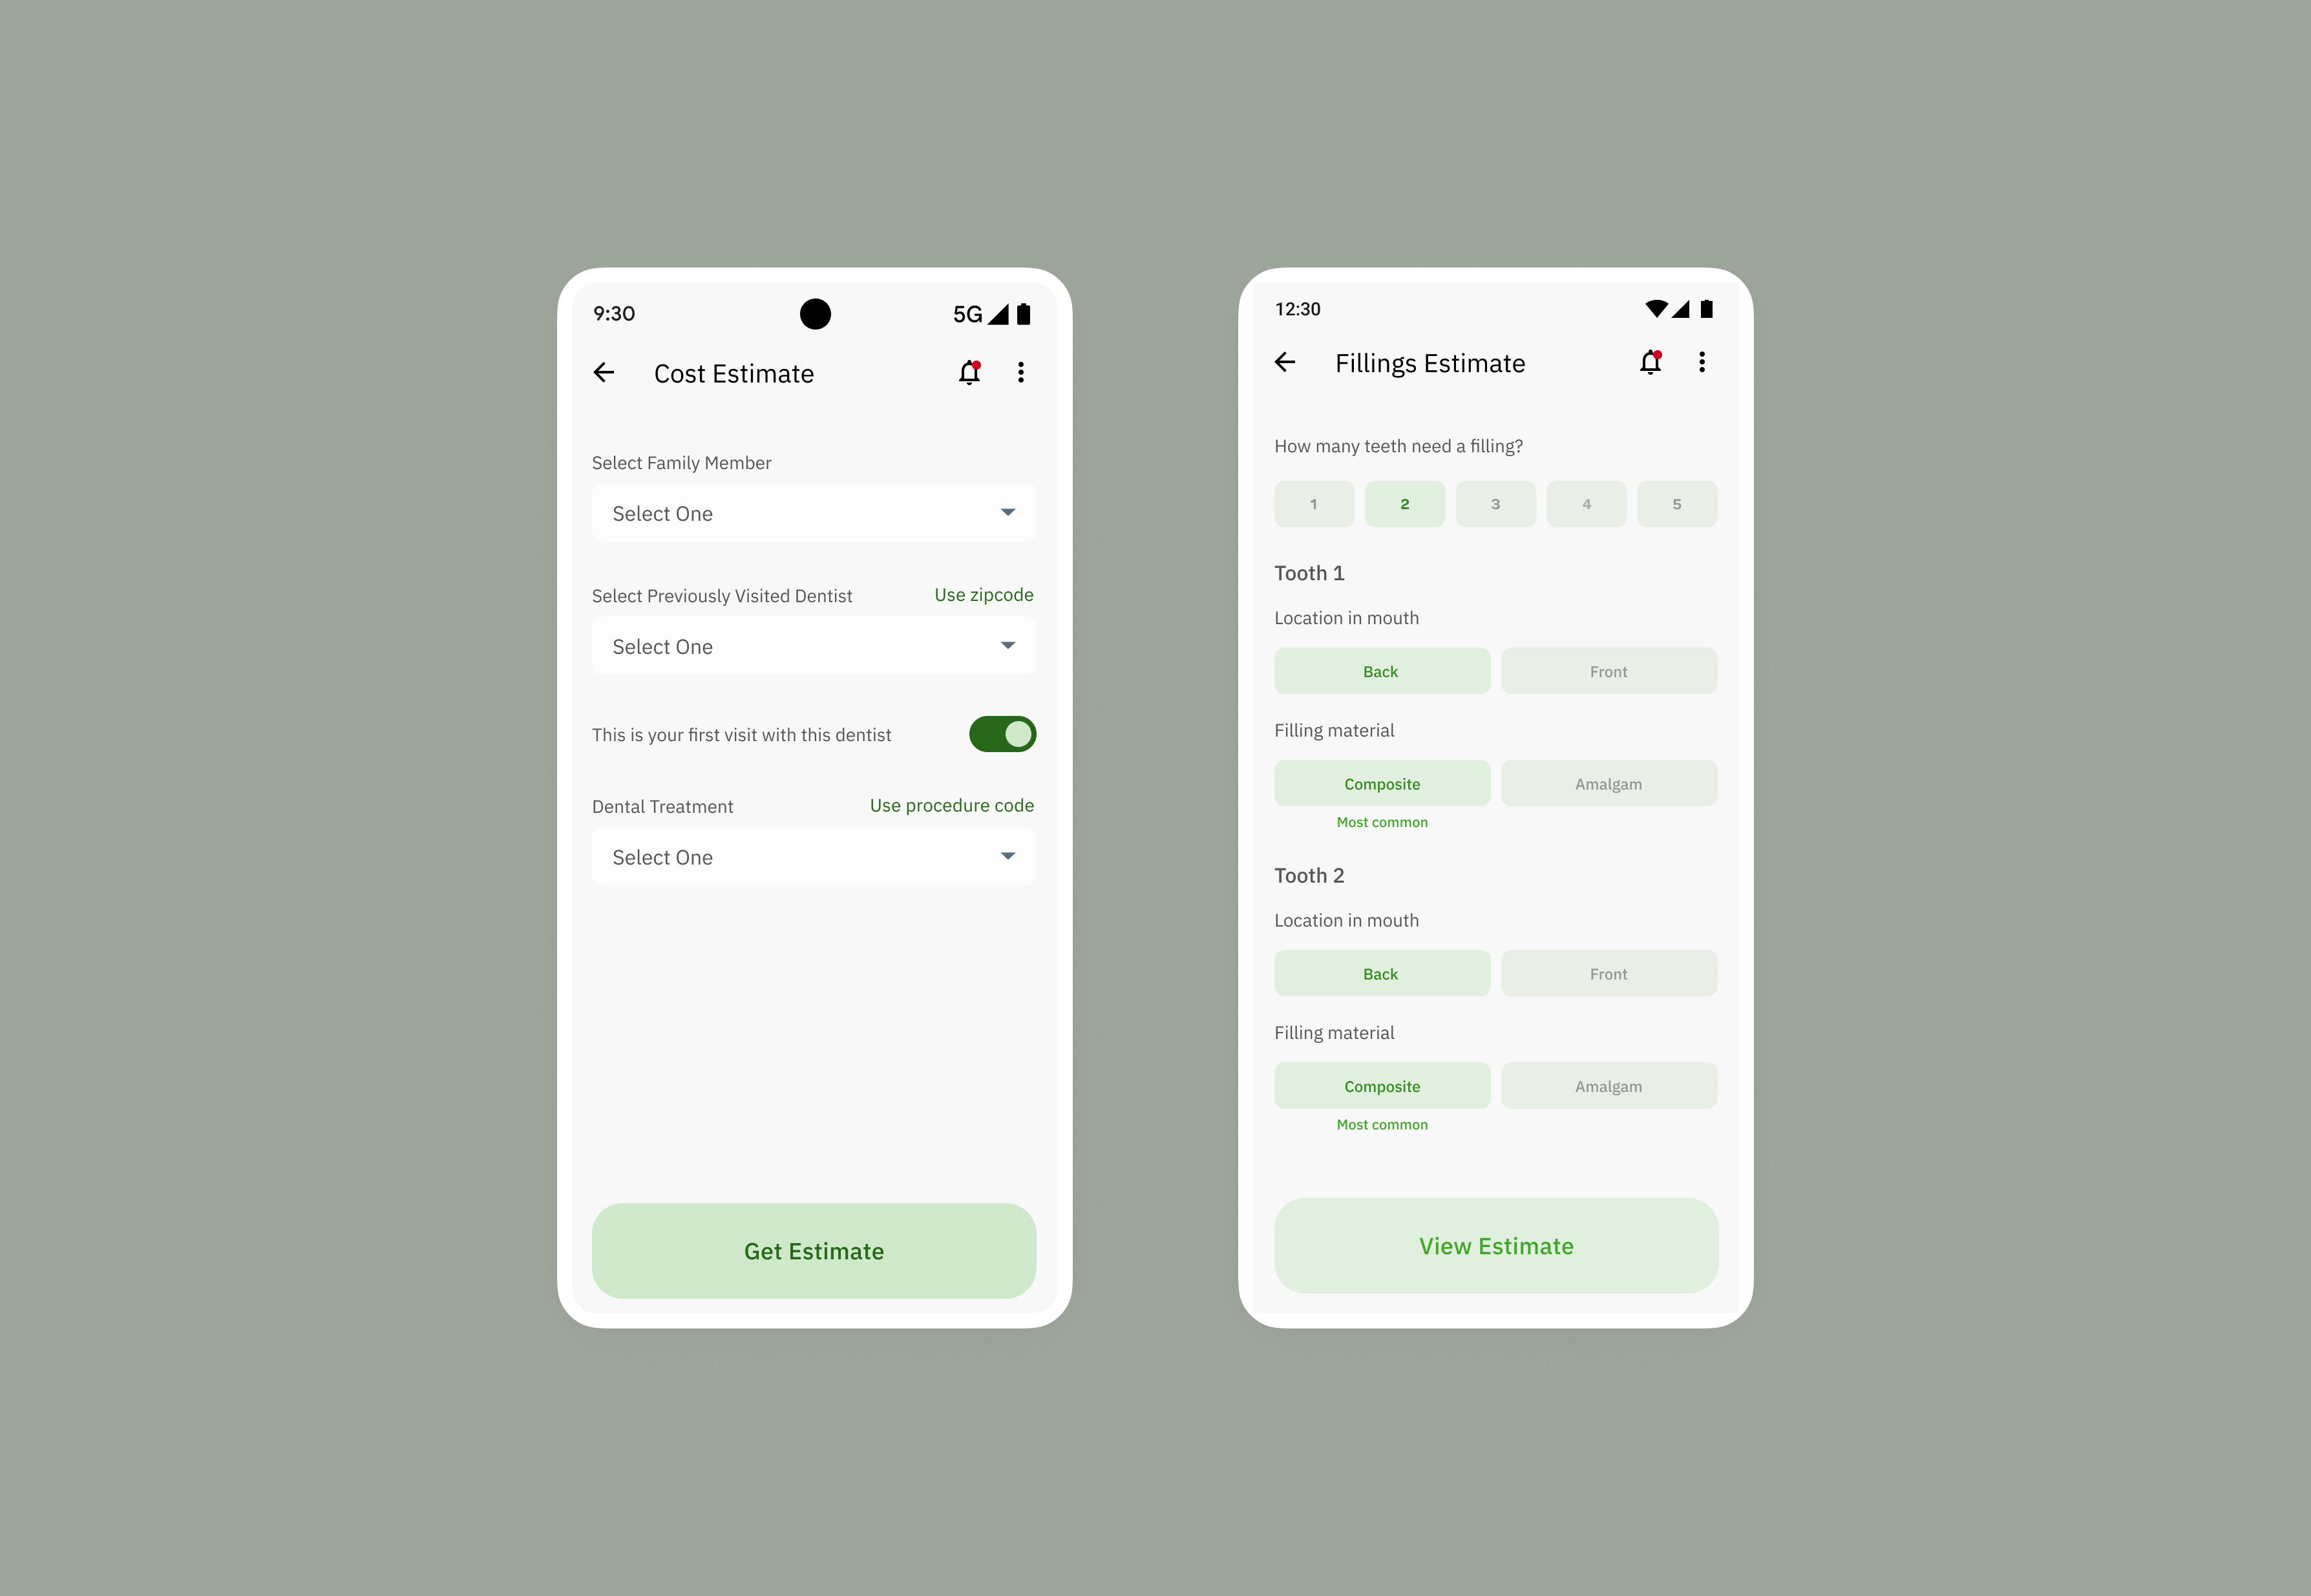 9:30
5G
Cost Estimate
Select Family Member
Select One
Select Previously Visited Dentist
Use zipcode
Select One
This is your first visit with this dentist
Dental Treatment
Use procedure code
Select One
Get Estimate
12:30
Fillings Estimate
How many teeth need a filling?
1 2 3 4 5
Tooth 1
Location in mouth
Back Front
Filling material
Composite Amalgam
Most common
Tooth 2
Location in mouth
Back Front
Filling material
Composite Amalgam
Most common
View Estimate